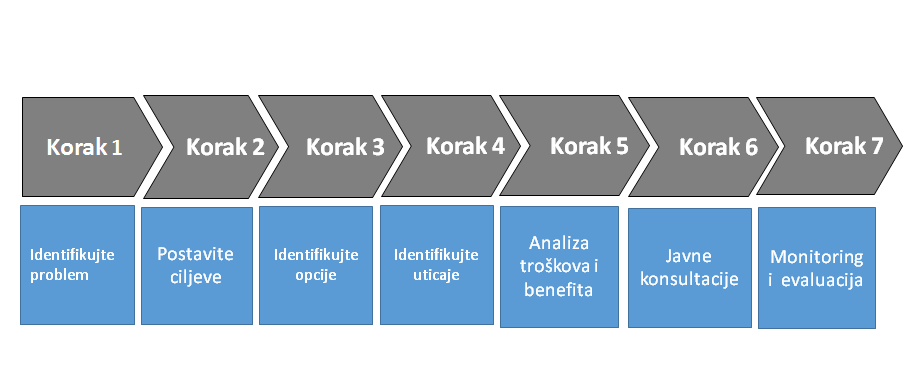 Korak 1
Korak 2
Korak 3
Korak 4
Korak 5
Korak 6
Korak 7
Identifikujte
problem
Postavite
ciljeve
Identifikujte
opcije
Identifikujte
uticaje
Analiza
troškova i
benefita
Javne
konsultacije
Monitoring
i evaluacija